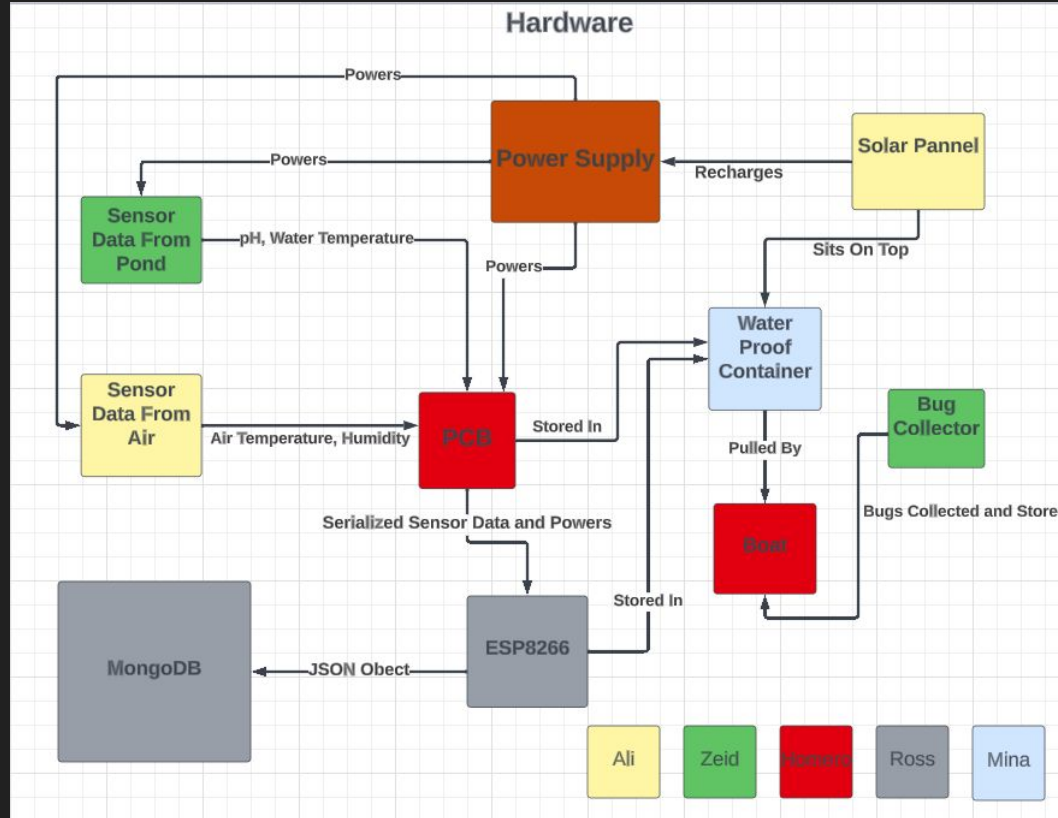 Hardware
Powers
Power Supply
Solar Pannel
Powers
Recharges
Sensor
Data From
Pond
pH, Water Temperature
Sits On Top
Powers
Water
Proof
Container
Sensor
Data From
Air
Air Temperature, Humidity
PCB
Stored In
Bug
Collector
Pulled By
Bugs Collected and Store
Serialized Sensor Data and Powers
Boat
Stored In
ESP8266
MongoDB
JSON Obect
Ali
Zeid
Homero
Ross
Mina